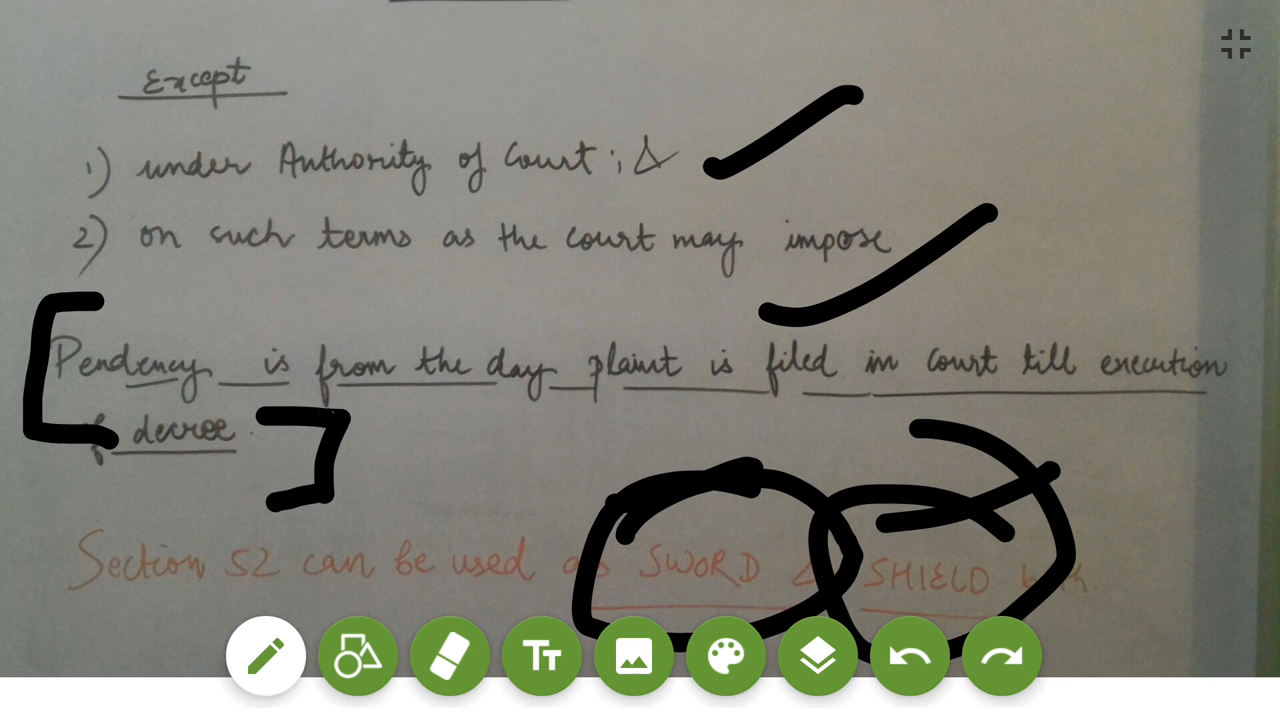 Except
1) under Authority of Court ; &
2) on such terms as the court may impose
Pendency is from the day plaint is filed in court till execution
of decree.
Section 52 can be used as SWORD & SHIELD both.
Tt